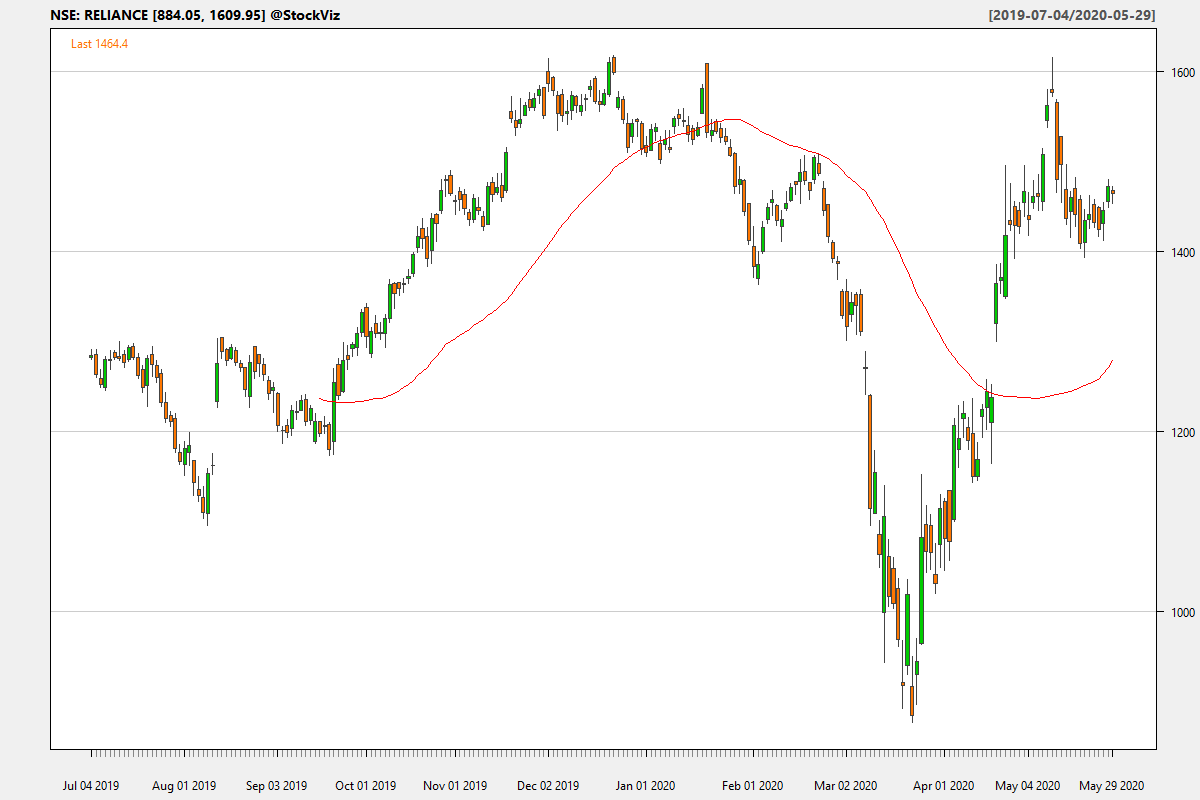 NSE: RELIANCE [884.05, 1609.95] @StockViz [2019-07-04/2020-05-29]
Last 1464.4
1600
1400
1200
1000
Jul 04 2019 Aug 01 2019 Sep 03 2019 Oct 01 2019 Nov 01 2019 Dec 02 2019 Jan 01 2020 Feb 01 2020 Mar 02 2020 Apr 01 2020 May 04 2020 May 29 2020